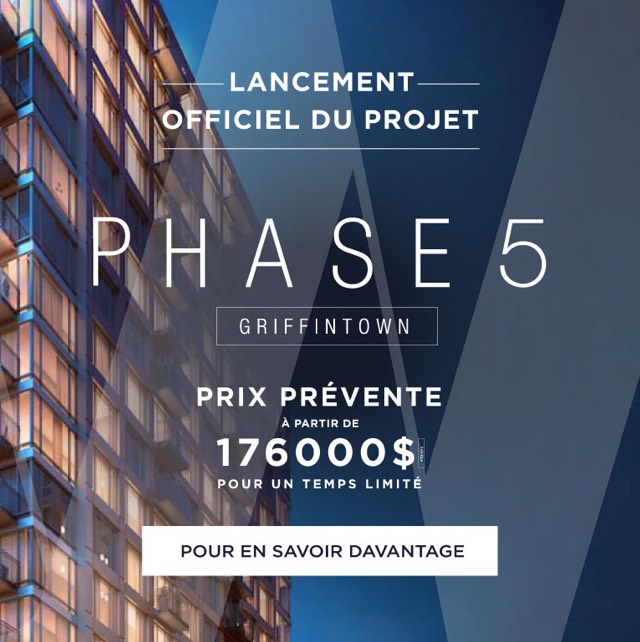 LANCEMENT
OFFICIEL DU PROJET
PHASE 5
GRIFFINTOWN
PRIX PRÉVENTE
À PARTIR DE
176000$
POUR UN TEMPS LIMITÉ
POUR EN SAVOIR DAVANTAGE